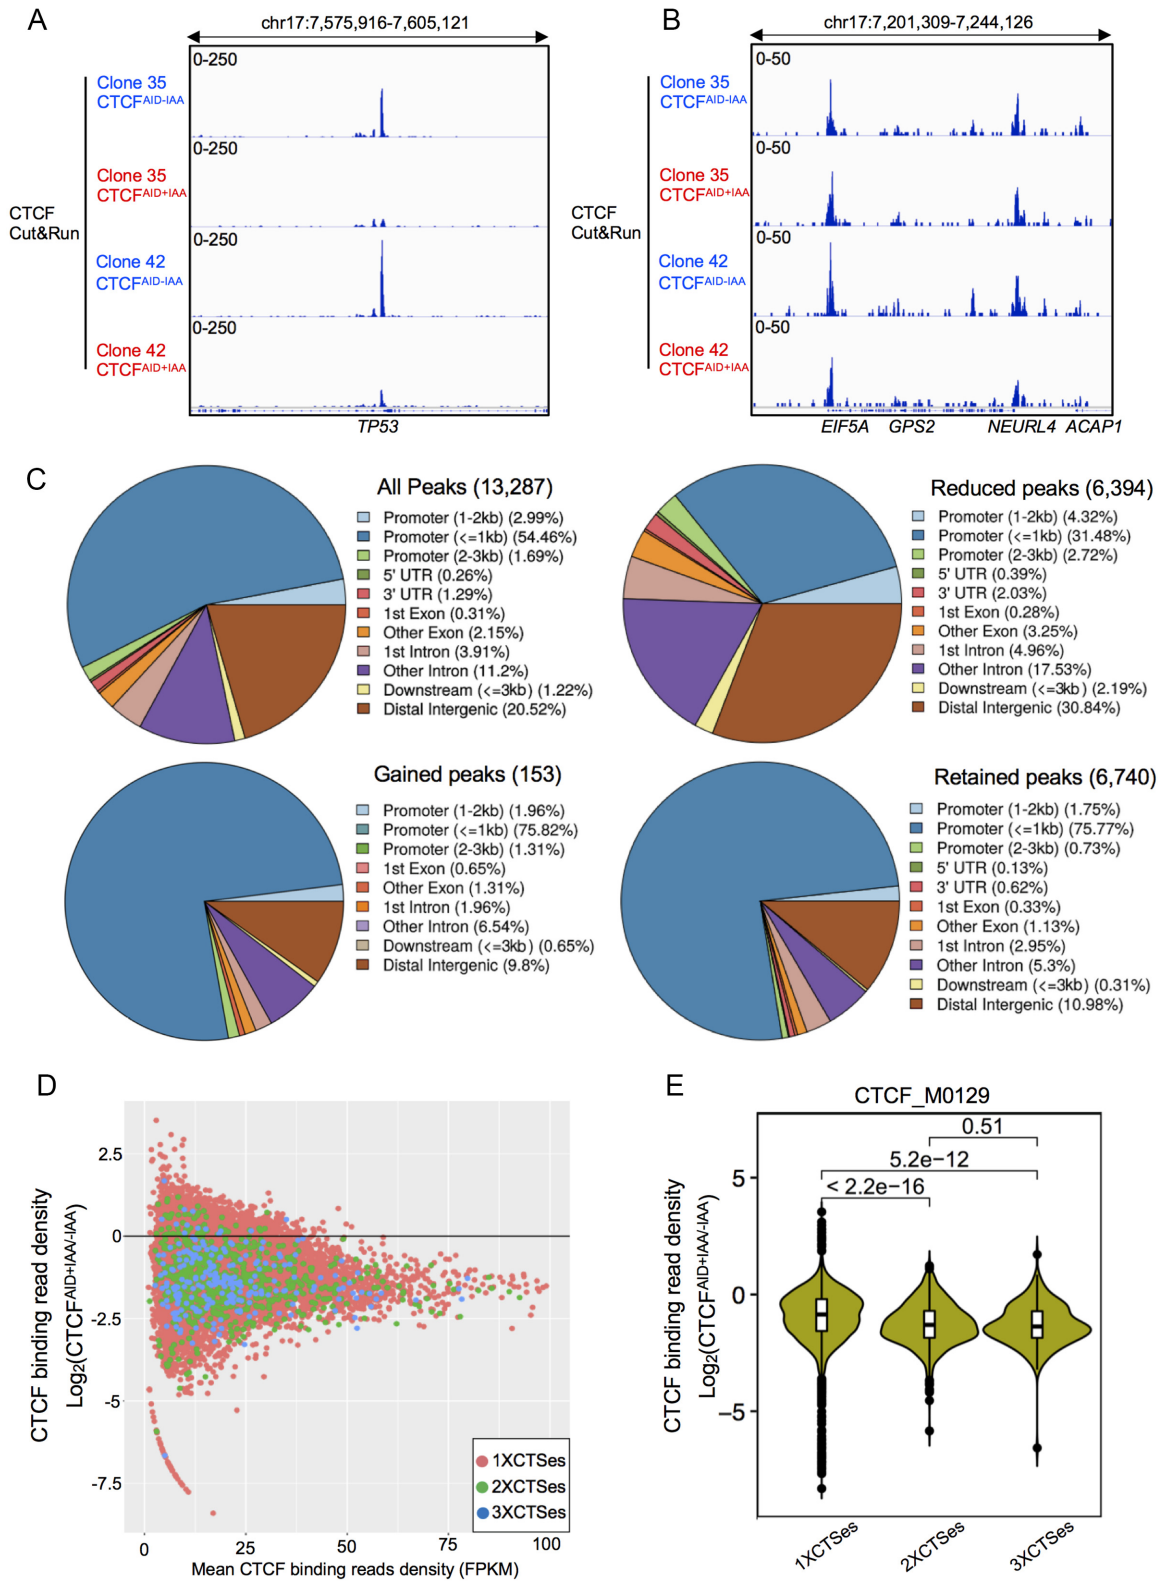 A
chr17:7,575,916-7,605,121
0-250
Clone 35
CTCFAID-IAA
0-250
Clone 35
CTCFAID+IAA
CTCF
Cut&Run
0-250
Clone 42
CTCFAID-IAA
0-250
Clone 42
CTCFAID+IAA
TP53
B
chr17:7,201,309-7,244,126
0-50
Clone 35
CTCFAID-IAA
0-50
Clone 35
CTCFAID+IAA
CTCF
Cut&Run
0-50
Clone 42
CTCFAID-IAA
0-50
Clone 42
CTCFAID+IAA
EIF5A GPS2 NEURL4 ACAP1
C
All Peaks (13,287)
Promoter (1-2kb) (2.99%)
Promoter (<=1kb) (54.46%)
Promoter (2-3kb) (1.69%)
5' UTR (0.26%)
3' UTR (1.29%)
1st Exon (0.31%)
Other Exon (2.15%)
1st Intron (3.91%)
Other Intron (11.2%)
Downstream (<=3kb) (1.22%)
Distal Intergenic (20.52%)
Reduced peaks (6,394)
Promoter (1-2kb) (4.32%)
Promoter (<=1kb) (31.48%)
Promoter (2-3kb) (2.72%)
5' UTR (0.39%)
3' UTR (2.03%)
1st Exon (0.28%)
Other Exon (3.25%)
1st Intron (4.96%)
Other Intron (17.53%)
Downstream (<=3kb) (2.19%)
Distal Intergenic (30.84%)
Gained peaks (153)
Promoter (1-2kb) (1.96%)
Promoter (<=1kb) (75.82%)
Promoter (2-3kb) (1.31%)
1st Exon (0.65%)
Other Exon (1.31%)
1st Intron (1.96%)
Other Intron (6.54%)
Downstream (<=3kb) (0.65%)
Distal Intergenic (9.8%)
Retained peaks (6,740)
Promoter (1-2kb) (1.75%)
Promoter (<=1kb) (75.77%)
Promoter (2-3kb) (0.73%)
5' UTR (0.13%)
3' UTR (0.62%)
1st Exon (0.33%)
Other Exon (1.13%)
1st Intron (2.95%)
Other Intron (5.3%)
Downstream (<=3kb) (0.31%)
Distal Intergenic (10.98%)
D
CTCF binding read density
Log2(CTCFAID+IAA/-IAA)
2.5
0
-2.5
-5
-7.5
1XCTSes
2XCTSes
3XCTSes
0 25 50 75 100
Mean CTCF binding reads density (FPKM)
E
CTCF_M0129
CTCF binding read density
Log2(CTCFAID+IAA/-IAA)
0.51
5.2e−12
< 2.2e−16
5
0
−5
1XCTSes
2XCTSes
3XCTSes